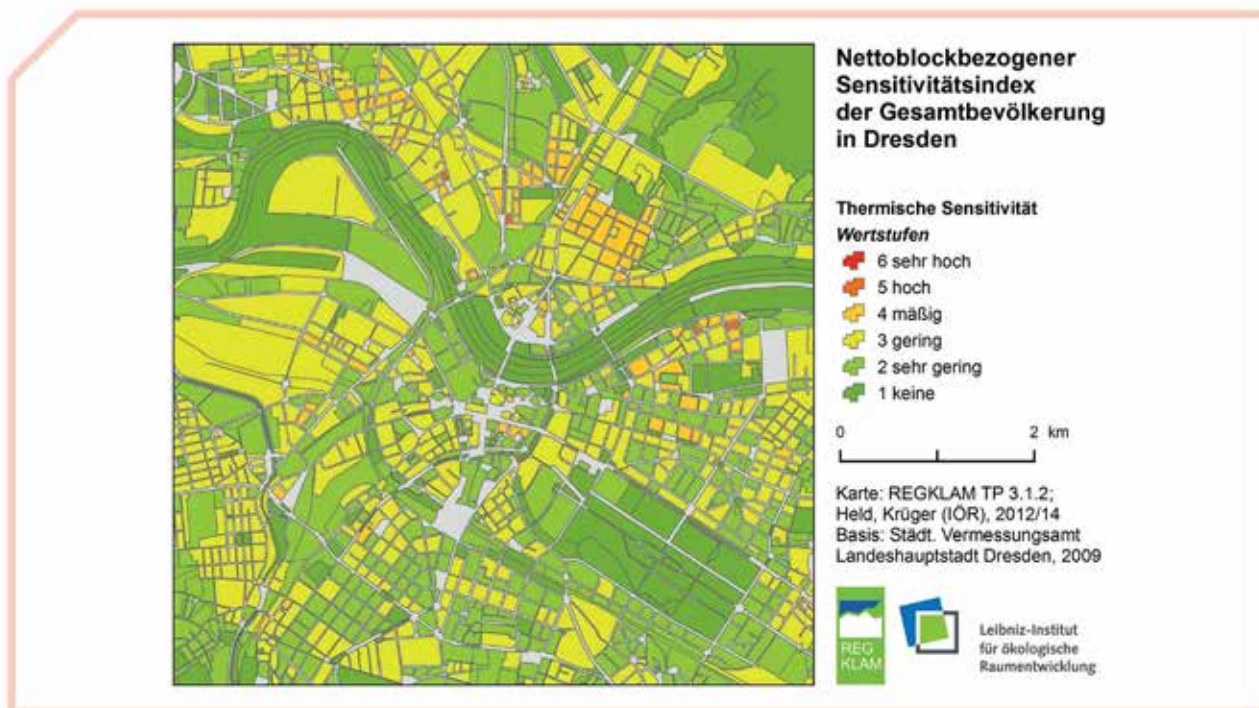 Nettoblockbezogener
Sensitivitätsindex
der Gesamtbevölkerung
in Dresden
Thermische Sensitivität
Wertstufen
6 sehr hoch
5 hoch
4 mäßig
3 gering
2 sehr gering
1 keine
0 2 km
Karte: REGKLAM TP 3.1.2;
Held, Krüger (IÖR), 2012/14
Basis: Städt. Vermessungsamt
Landeshauptstadt Dresden, 2009
REG
KLAM
Leibniz-Institut
für ökologische
Raumentwicklung